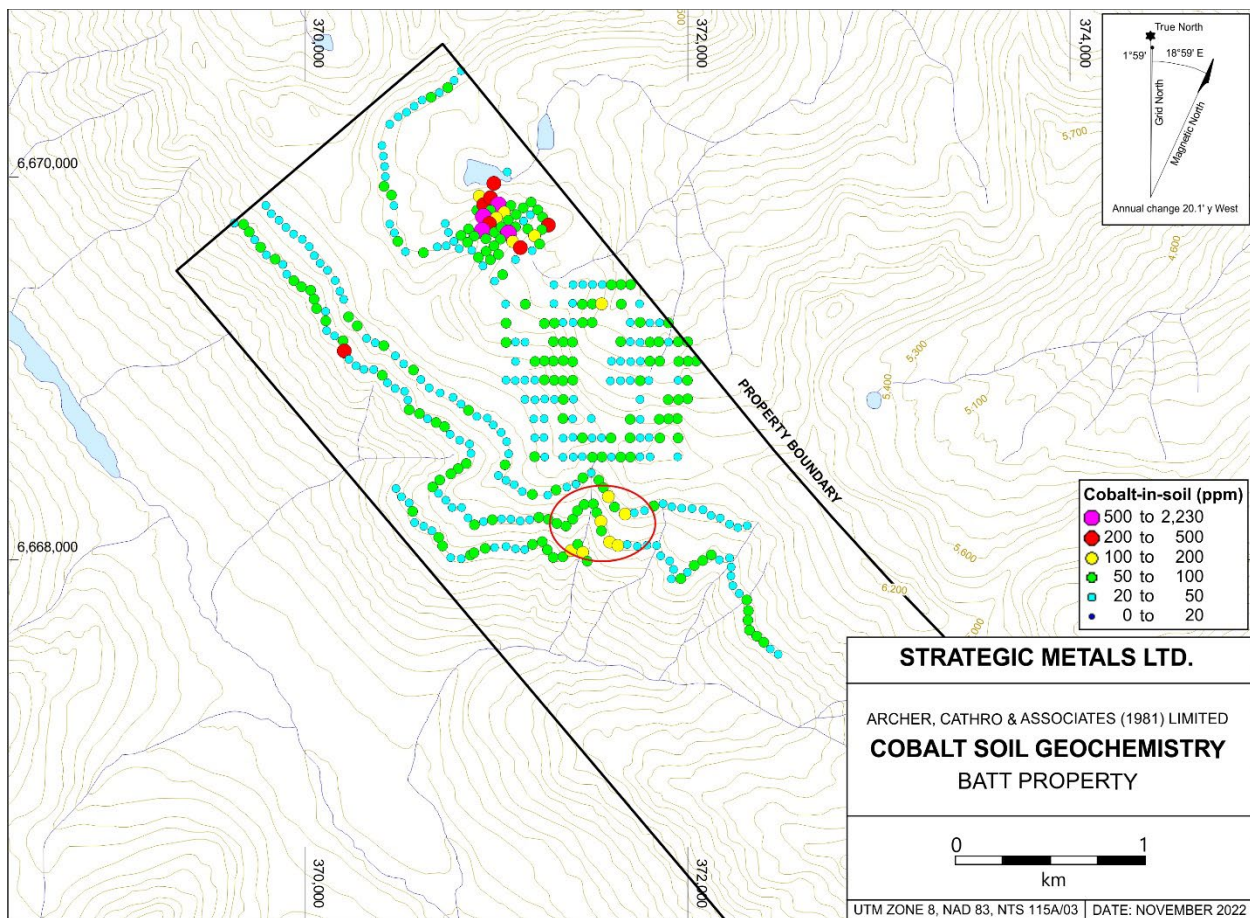 370,000
372,000
374,000
True North
1°59'
18°59' E
Grid North
Magnetic North
Annual change 20.1' y West
5,700
6,670,000
4,600
5,300
5,400
5,100
PROPERTY BOUNDARY
Cobalt-in-soil (ppm)
500 to 2,230
200 to 500
100 to 200
50 to 100
20 to 50
0 to 20
6,668,000
5,600
6,200
STRATEGIC METALS LTD.
ARCHER, CATHRO & ASSOCIATES (1981) LIMITED
COBALT SOIL GEOCHEMISTRY
BATT PROPERTY
0 1
km
370,000
372,000
UTM ZONE 8, NAD 83, NTS 115A/03 DATE: NOVEMBER 2022